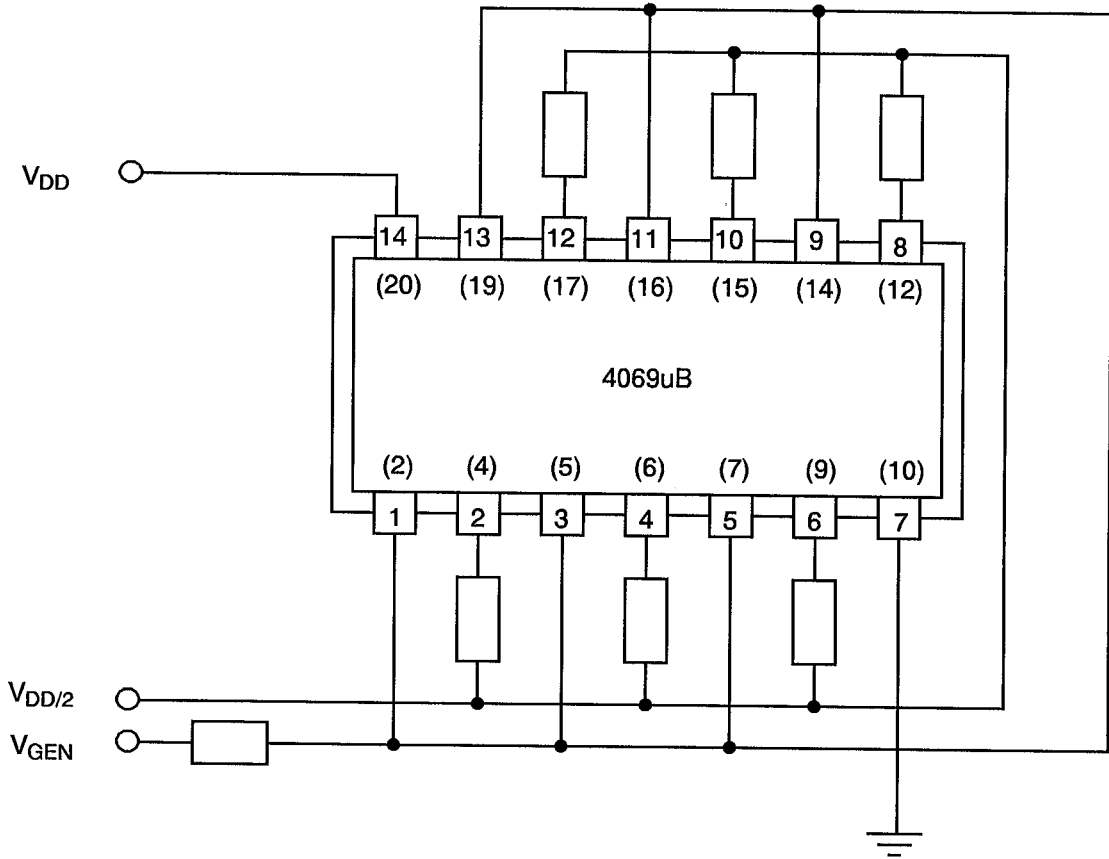 V_DD
14 13 12 11 10 9 8
(20) (19) (17) (16) (15) (14) (12)
4069uB
(2) (4) (5) (6) (7) (9) (10)
1 2 3 4 5 6 7
V_DD/2
V_GEN